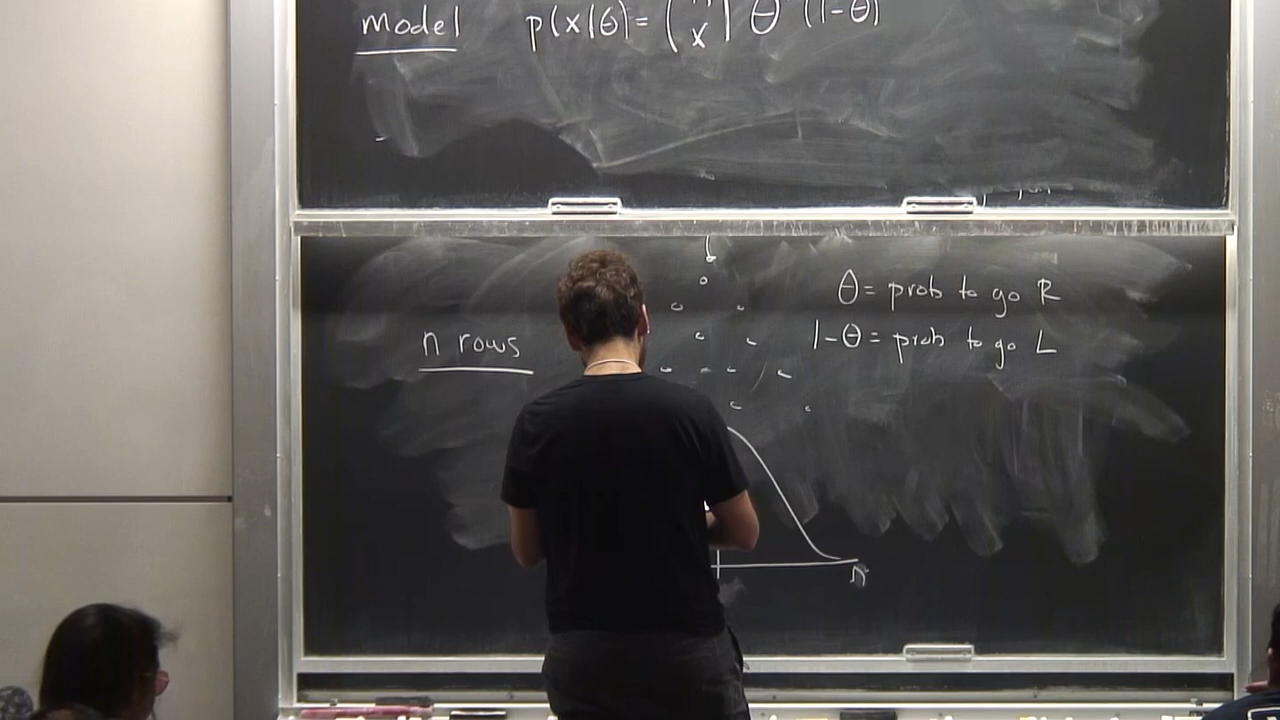 model p(x|θ) = (n x) θ (1-θ)
θ = prob to go R
n rows
1-θ = prob to go L
n